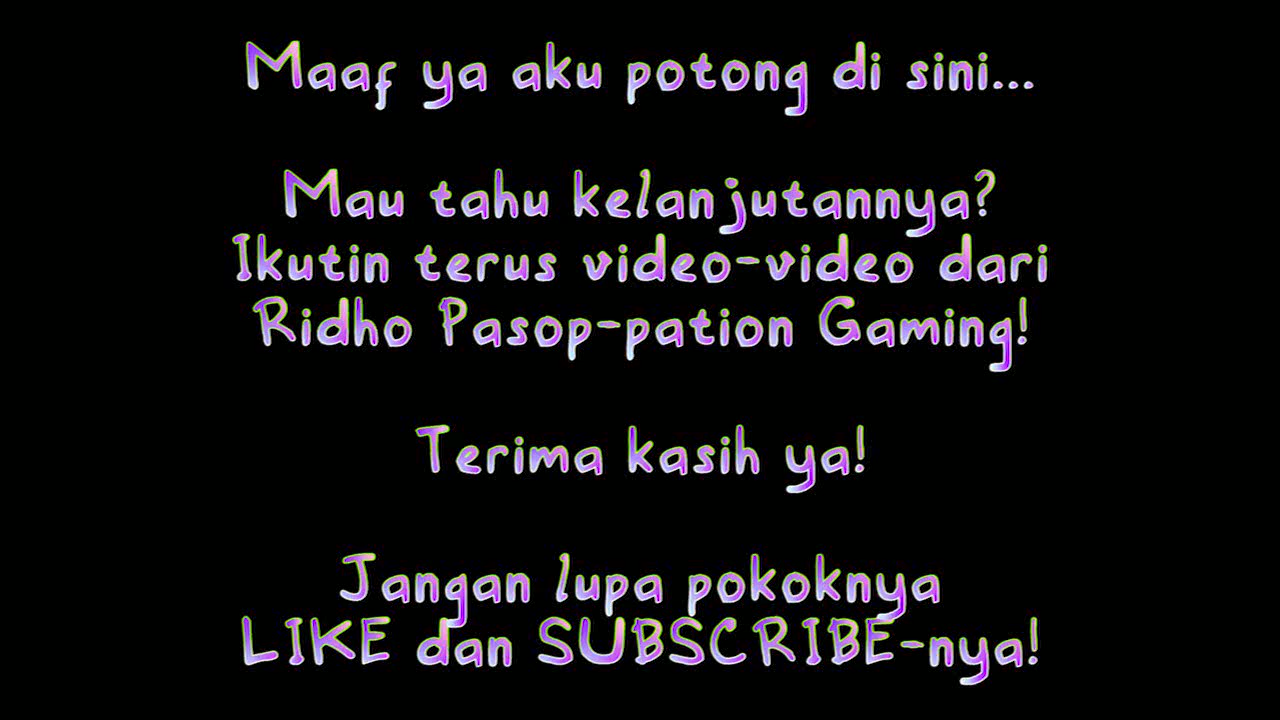 Maaf ya aku potong di sini...
Mau tahu kelanjutannya?
Ikutin terus video-video dari
Ridho Pasop-pation Gaming!
Terima kasih ya!
Jangan lupa pokoknya
LIKE dan SUBSCRIBE-nya!